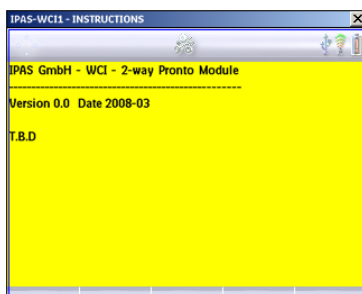 IPAS-WCI1 - INSTRUCTIONS
IPAS GmbH - WCI - 2-way Pronto Module
--------------------------------------------------
Version 0.0 Date 2008-03
T.B.D